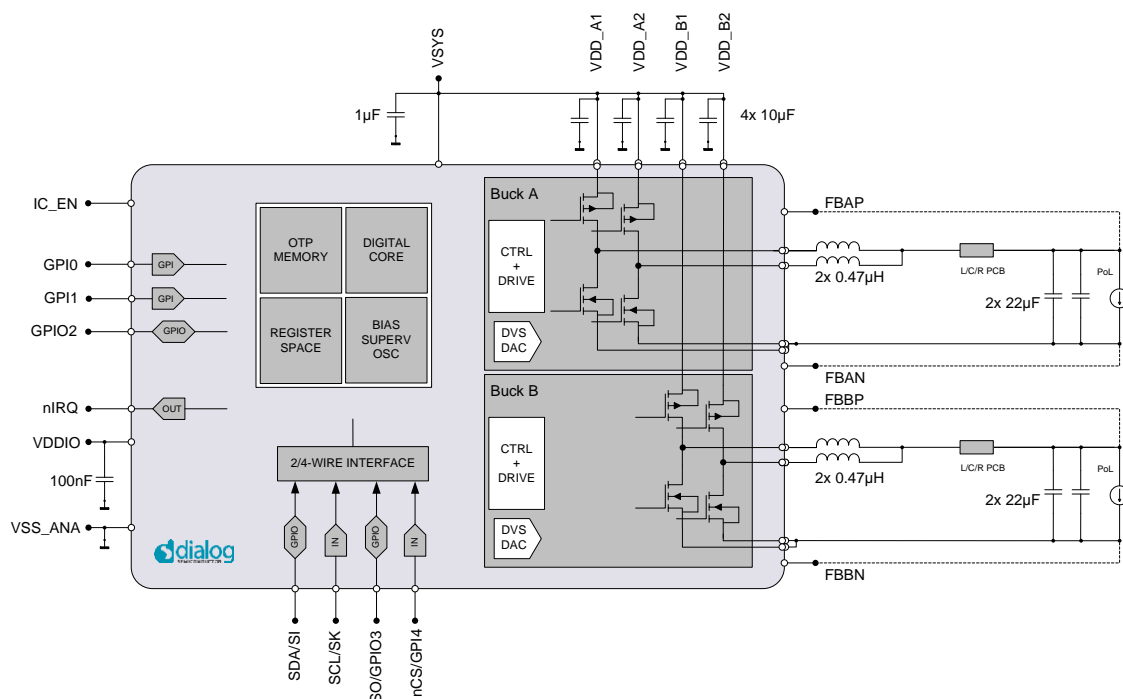 VSYS
VDD_A1
VDD_A2
VDD_B1
VDD_B2
1µF
4x 10µF
IC_EN
GPI0
GPI
GPI1
GPI
GPIO2
GPIO
nIRQ
OUT
VDDIO
100nF
VSS_ANA
OTP
MEMORY
DIGITAL
CORE
REGISTER
SPACE
BIAS
SUPERV
OSC
2/4-WIRE INTERFACE
GPIO
IN
GPIO
IN
SDA/SI
SCL/SK
SO/GPIO3
nCS/GPI4
dialog
SEMICONDUCTOR
Buck A
CTRL
+
DRIVE
DVS
DAC
Buck B
CTRL
+
DRIVE
DVS
DAC
FBAP
2x 0.47µH
L/C/R PCB
2x 22µF
PoL
FBAN
FBBP
2x 0.47µH
L/C/R PCB
2x 22µF
PoL
FBBN